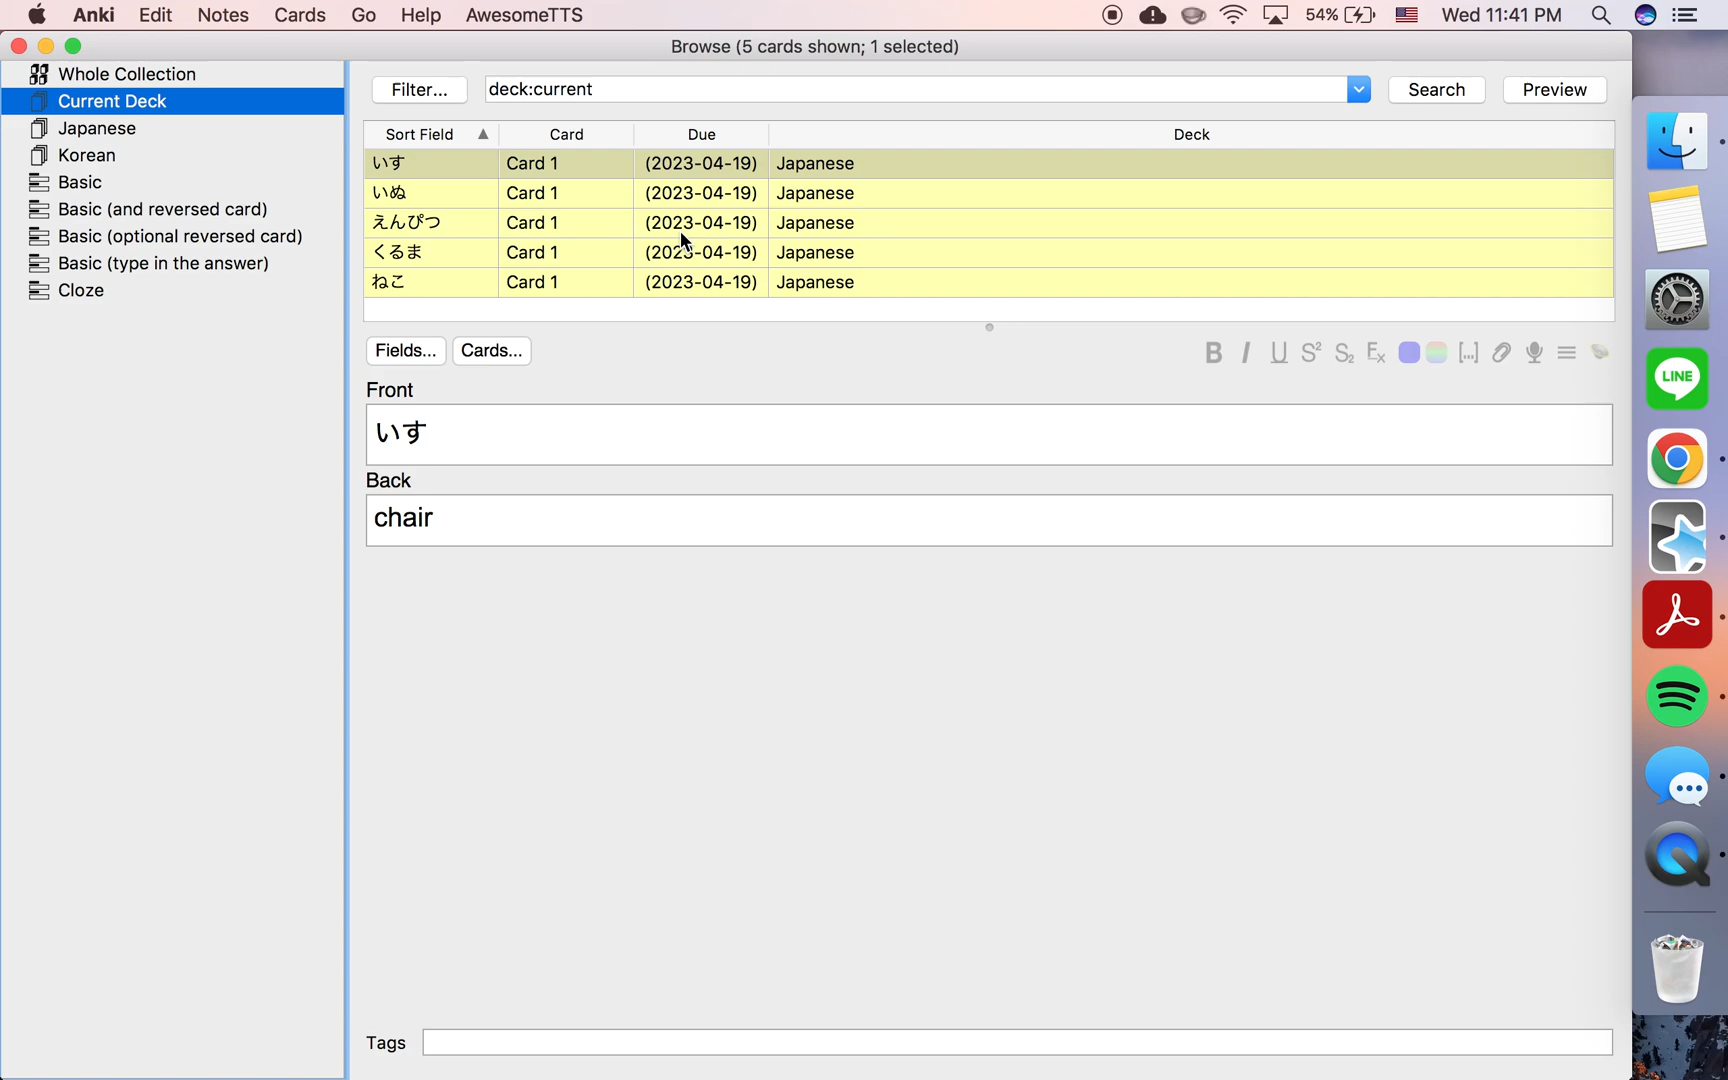 Anki Edit Notes Cards Go Help AwesomeTTS 54% Wed 11:41 PM
Browse (5 cards shown; 1 selected)
Whole Collection
Current Deck
Japanese
Korean
Basic
Basic (and reversed card)
Basic (optional reversed card)
Basic (type in the answer)
Cloze
Filter... deck:current Search Preview
Sort Field Card Due Deck
いす Card 1 (2023-04-19) Japanese
いぬ Card 1 (2023-04-19) Japanese
えんぴつ Card 1 (2023-04-19) Japanese
くるま Card 1 (2023-04-19) Japanese
ねこ Card 1 (2023-04-19) Japanese
Fields... Cards... B I U S² S₂ Fx [...]
Front
いす
Back
chair
Tags
LINE